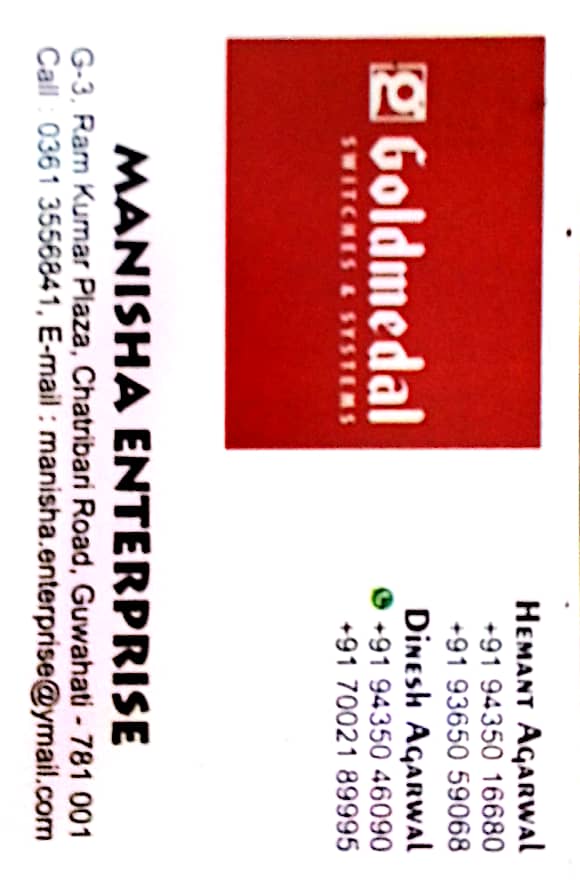 Goldmedal
SWITCHES & SYSTEMS
HEMANT AGARWAL
+91 94350 16680
+91 93650 59068
DINESH AGARWAL
+91 94350 46090
+91 70021 89995
MANISHA ENTERPRISE
G-3, Ram Kumar Plaza, Chatribari Road, Guwahati - 781 001
Call : 0361 3556841, E-mail : manisha.enterprise@ymail.com